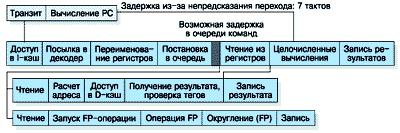 Задержка из-за непредсказания перехода: 7 тактов
Транзит
Вычисление PC
Возможная задержка
в очереди команд
Доступ
в I-кэш
Посылка в
декодер
Переименова-
ние регистров
Постановка
в очередь
Чтение из
регистров
Целочисленные
вычисления
Запись ре-
зультатов
Чтение
Расчет
адреса
Доступ
в D-кэш
Получение результата,
проверка тегов
Запись
результата
Чтение
Запуск FP-операции
Операция FP
Округление (FP)
Запись